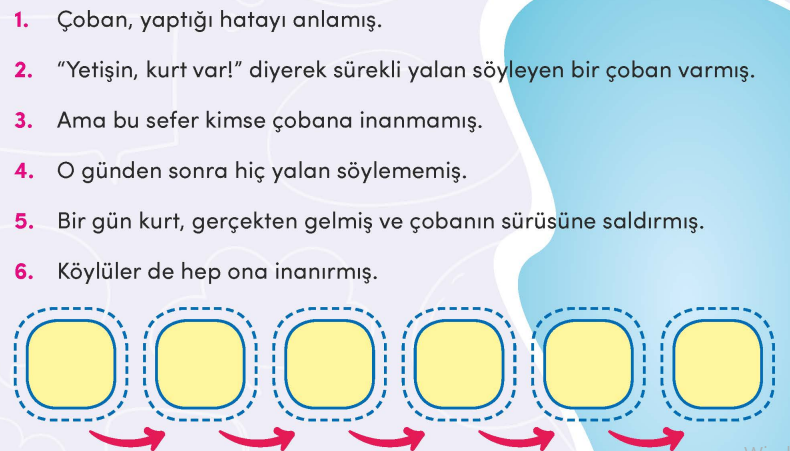 1. Çoban, yaptığı hatayı anlamış.
2. “Yetişin, kurt var!” diyerek sürekli yalan söyleyen bir çoban varmış.
3. Ama bu sefer kimse çobana inanmamış.
4. O günden sonra hiç yalan söylememiş.
5. Bir gün kurt, gerçekten gelmiş ve çobanın sürüsüne saldırmış.
6. Köylüler de hep ona inanırmış.